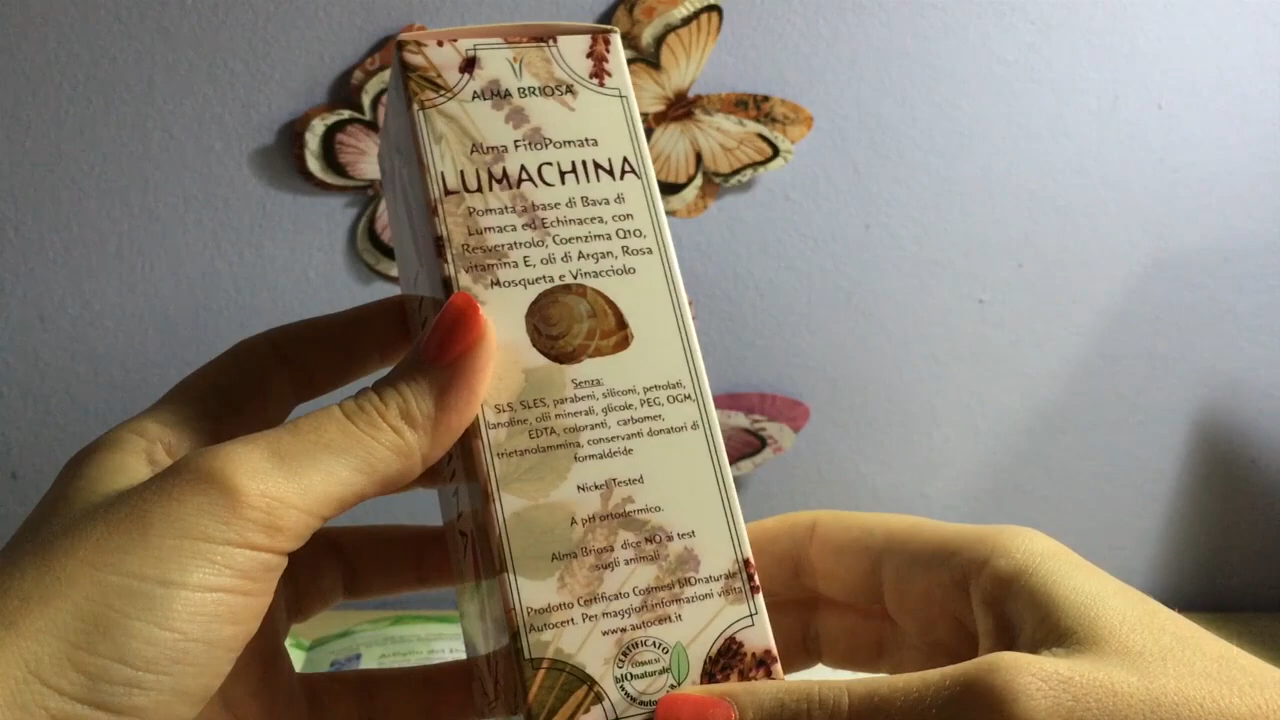 ALMA BRIOSA
Alma FitoPomata
LUMACHINA
Pomata a base di Bava di
Lumaca ed Echinacea, con
Resveratrolo, Coenzima Q10,
vitamina E, oli di Argan, Rosa
Mosqueta e Vinacciolo
Senza:
SLS, SLES, parabeni, siliconi, petrolati,
lanoline, olii minerali, glicole, PEG, OGM,
EDTA, coloranti, carbomer,
trietanolammina, conservanti donatori di
formaldeide
Nickel Tested
A pH ortodermico.
Alma Briosa dice NO ai test
sugli animali
Prodotto Certificato Cosmesi bIOnaturale
Autocert. Per maggiori informazioni visita
www.autocert.it
CERTIFICATO
COSMESI
bIOnaturale